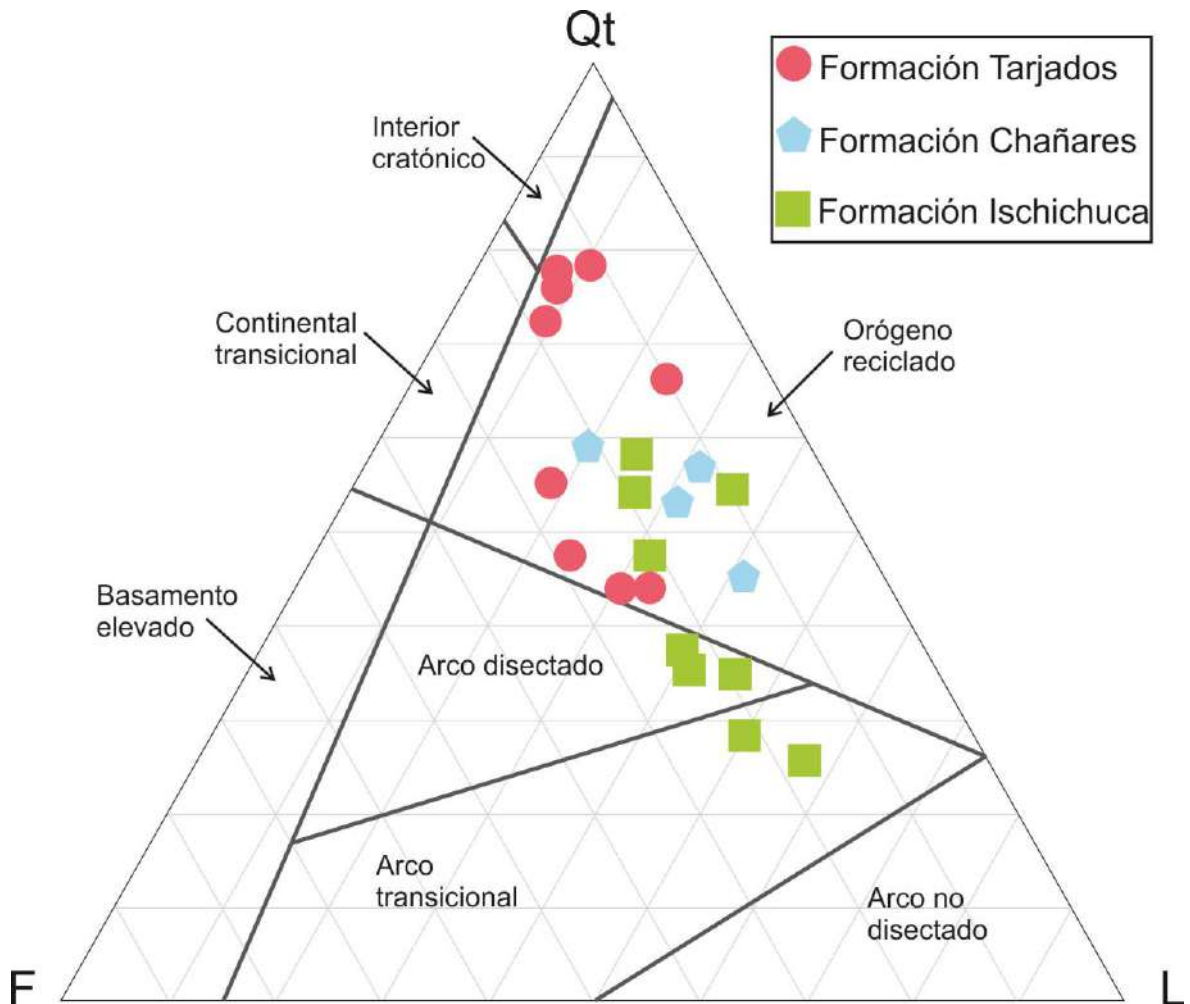 Qt
Formación Tarjados
Formación Chañares
Formación Ischichuca
Interior
cratónico
Continental
transicional
Orógeno
reciclado
Basamento
elevado
Arco disectado
Arco
transicional
Arco no
disectado
F
L